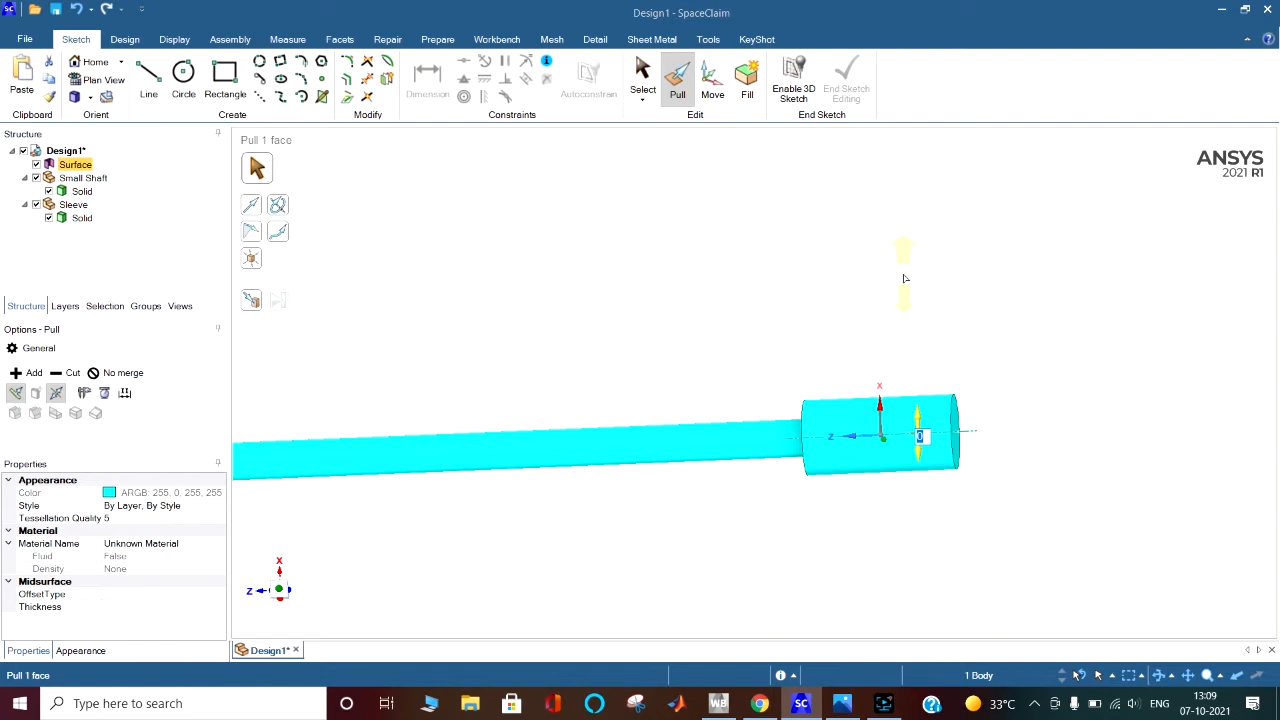 SC
Design1 - SpaceClaim
File Sketch Design Display Assembly Measure Facets Repair Prepare Workbench Mesh Detail Sheet Metal Tools KeyShot
Paste
Clipboard
Home
Plan View
Orient
Line Circle Rectangle
Create
Modify
Dimension
Autoconstrain
Constraints
Select Pull Move Fill
Edit
Enable 3D Sketch
End Sketch Editing
End Sketch
Structure
Design1*
Surface
Small Shaft
Solid
Sleeve
Solid
Structure Layers Selection Groups Views
Options - Pull
General
Add Cut No merge
Properties
Appearance
Color ARGB: 255, 0, 255, 255
Style By Layer, By Style
Tessellation Quality 5
Material
Material Name Unknown Material
Fluid False
Density None
Midsurface
OffsetType
Thickness
Properties Appearance
Pull 1 face
ANSYS
2021 R1
X
Z
0
X
Z
Design1*
Pull 1 face
1 Body
Type here to search
WB
SC
33°C
ENG
13:09
07-10-2021